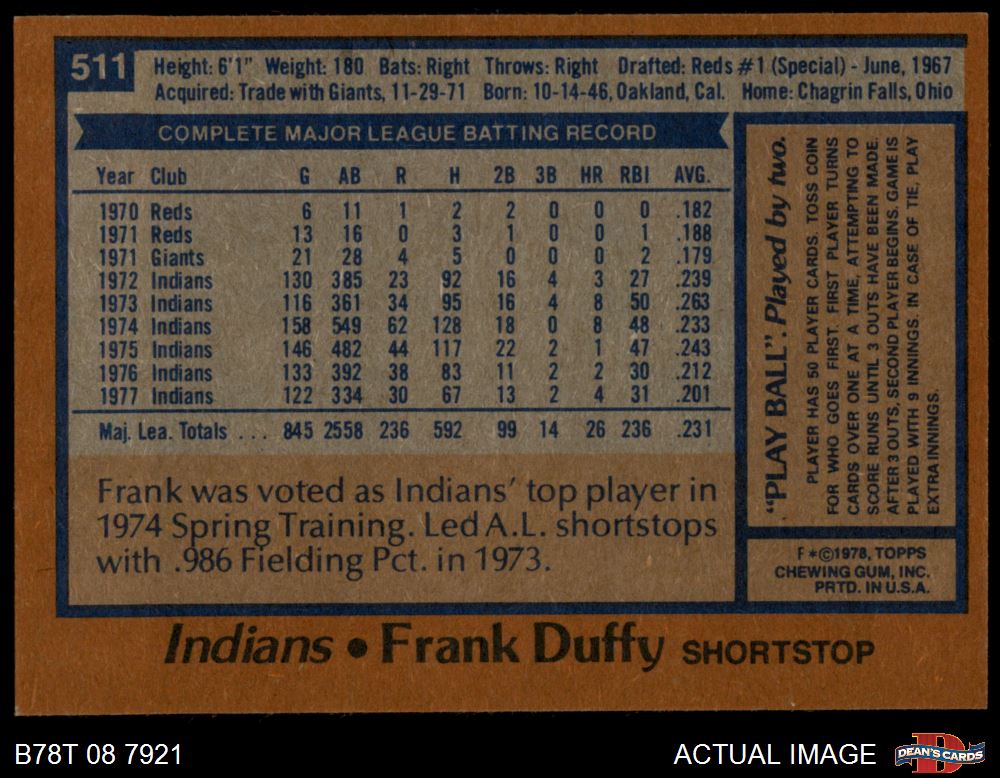 511
Height: 6'1" Weight: 180 Bats: Right Throws: Right Drafted: Reds #1 (Special) - June, 1967
Acquired: Trade with Giants, 11-29-71 Born: 10-14-46, Oakland, Cal. Home: Chagrin Falls, Ohio
COMPLETE MAJOR LEAGUE BATTING RECORD
Year Club G AB R H 2B 3B HR RBI AVG.
1970 Reds 6 11 1 2 2 0 0 0 .182
1971 Reds 13 16 0 3 1 0 0 1 .188
1971 Giants 21 28 4 5 0 0 0 2 .179
1972 Indians 130 385 23 92 16 4 3 27 .239
1973 Indians 116 361 34 95 16 4 8 50 .263
1974 Indians 158 549 62 128 18 0 8 48 .233
1975 Indians 146 482 44 117 22 2 1 47 .243
1976 Indians 133 392 38 83 11 2 2 30 .212
1977 Indians 122 334 30 67 13 2 4 31 .201
Maj. Lea. Totals . . . 845 2558 236 592 99 14 26 236 .231
Frank was voted as Indians' top player in
1974 Spring Training. Led A.L. shortstops
with .986 Fielding Pct. in 1973.
"PLAY BALL". Played by two.
PLAYER HAS 50 PLAYER CARDS. TOSS COIN
FOR WHO GOES FIRST. FIRST PLAYER TURNS
CARDS OVER ONE AT A TIME, ATTEMPTING TO
SCORE RUNS UNTIL 3 OUTS HAVE BEEN MADE.
AFTER 3 OUTS, SECOND PLAYER BEGINS. GAME IS
PLAYED WITH 9 INNINGS. IN CASE OF TIE, PLAY
EXTRA INNINGS.
F*©1978, TOPPS
CHEWING GUM, INC.
PRTD. IN U.S.A.
Indians • Frank Duffy SHORTSTOP
B78T 08 7921
ACTUAL IMAGE
DEAN'S CARDS